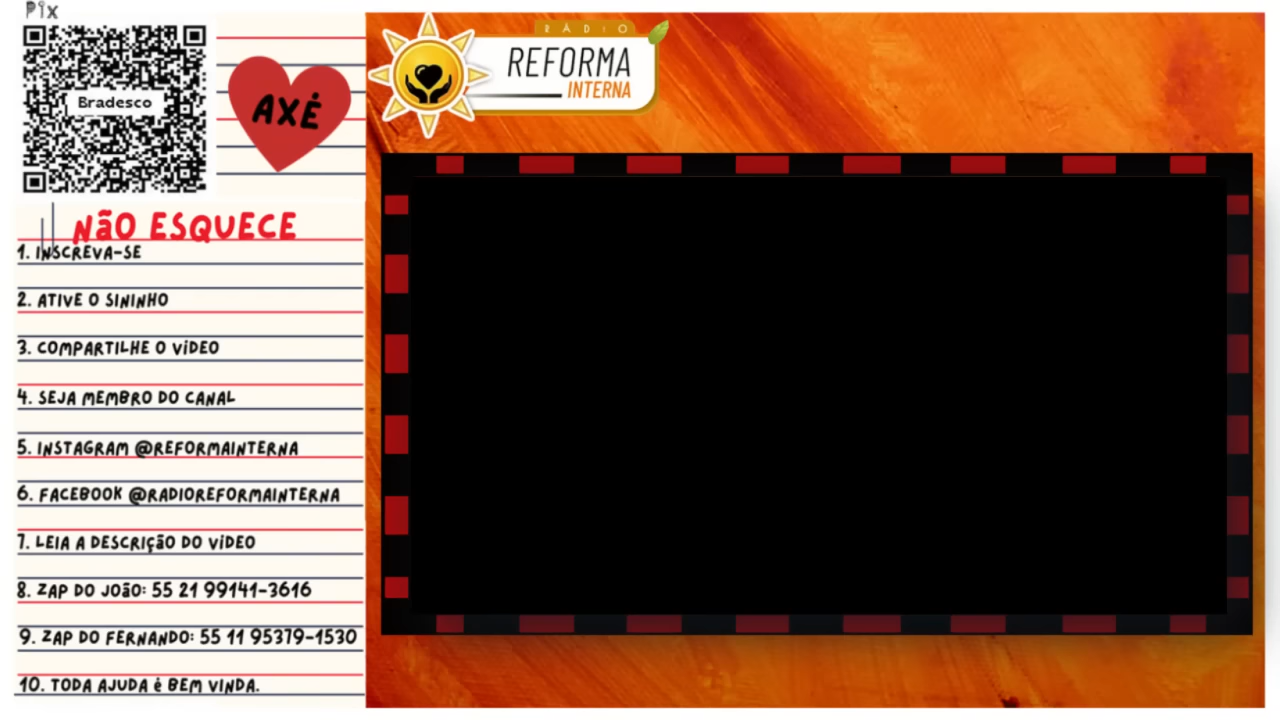 Pix
Bradesco
AXÉ
RÁDIO
REFORMA
INTERNA
NÃO ESQUECE
1. INSCREVA-SE
2. ATIVE O SININHO
3. COMPARTILHE O VÍDEO
4. SEJA MEMBRO DO CANAL
5. INSTAGRAM @REFORMAINTERNA
6. FACEBOOK @RADIOREFORMAINTERNA
7. LEIA A DESCRIÇÃO DO VÍDEO
8. ZAP DO JOÃO: 55 21 99141-3616
9. ZAP DO FERNANDO: 55 11 95379-1530
10. TODA AJUDA É BEM VINDA.